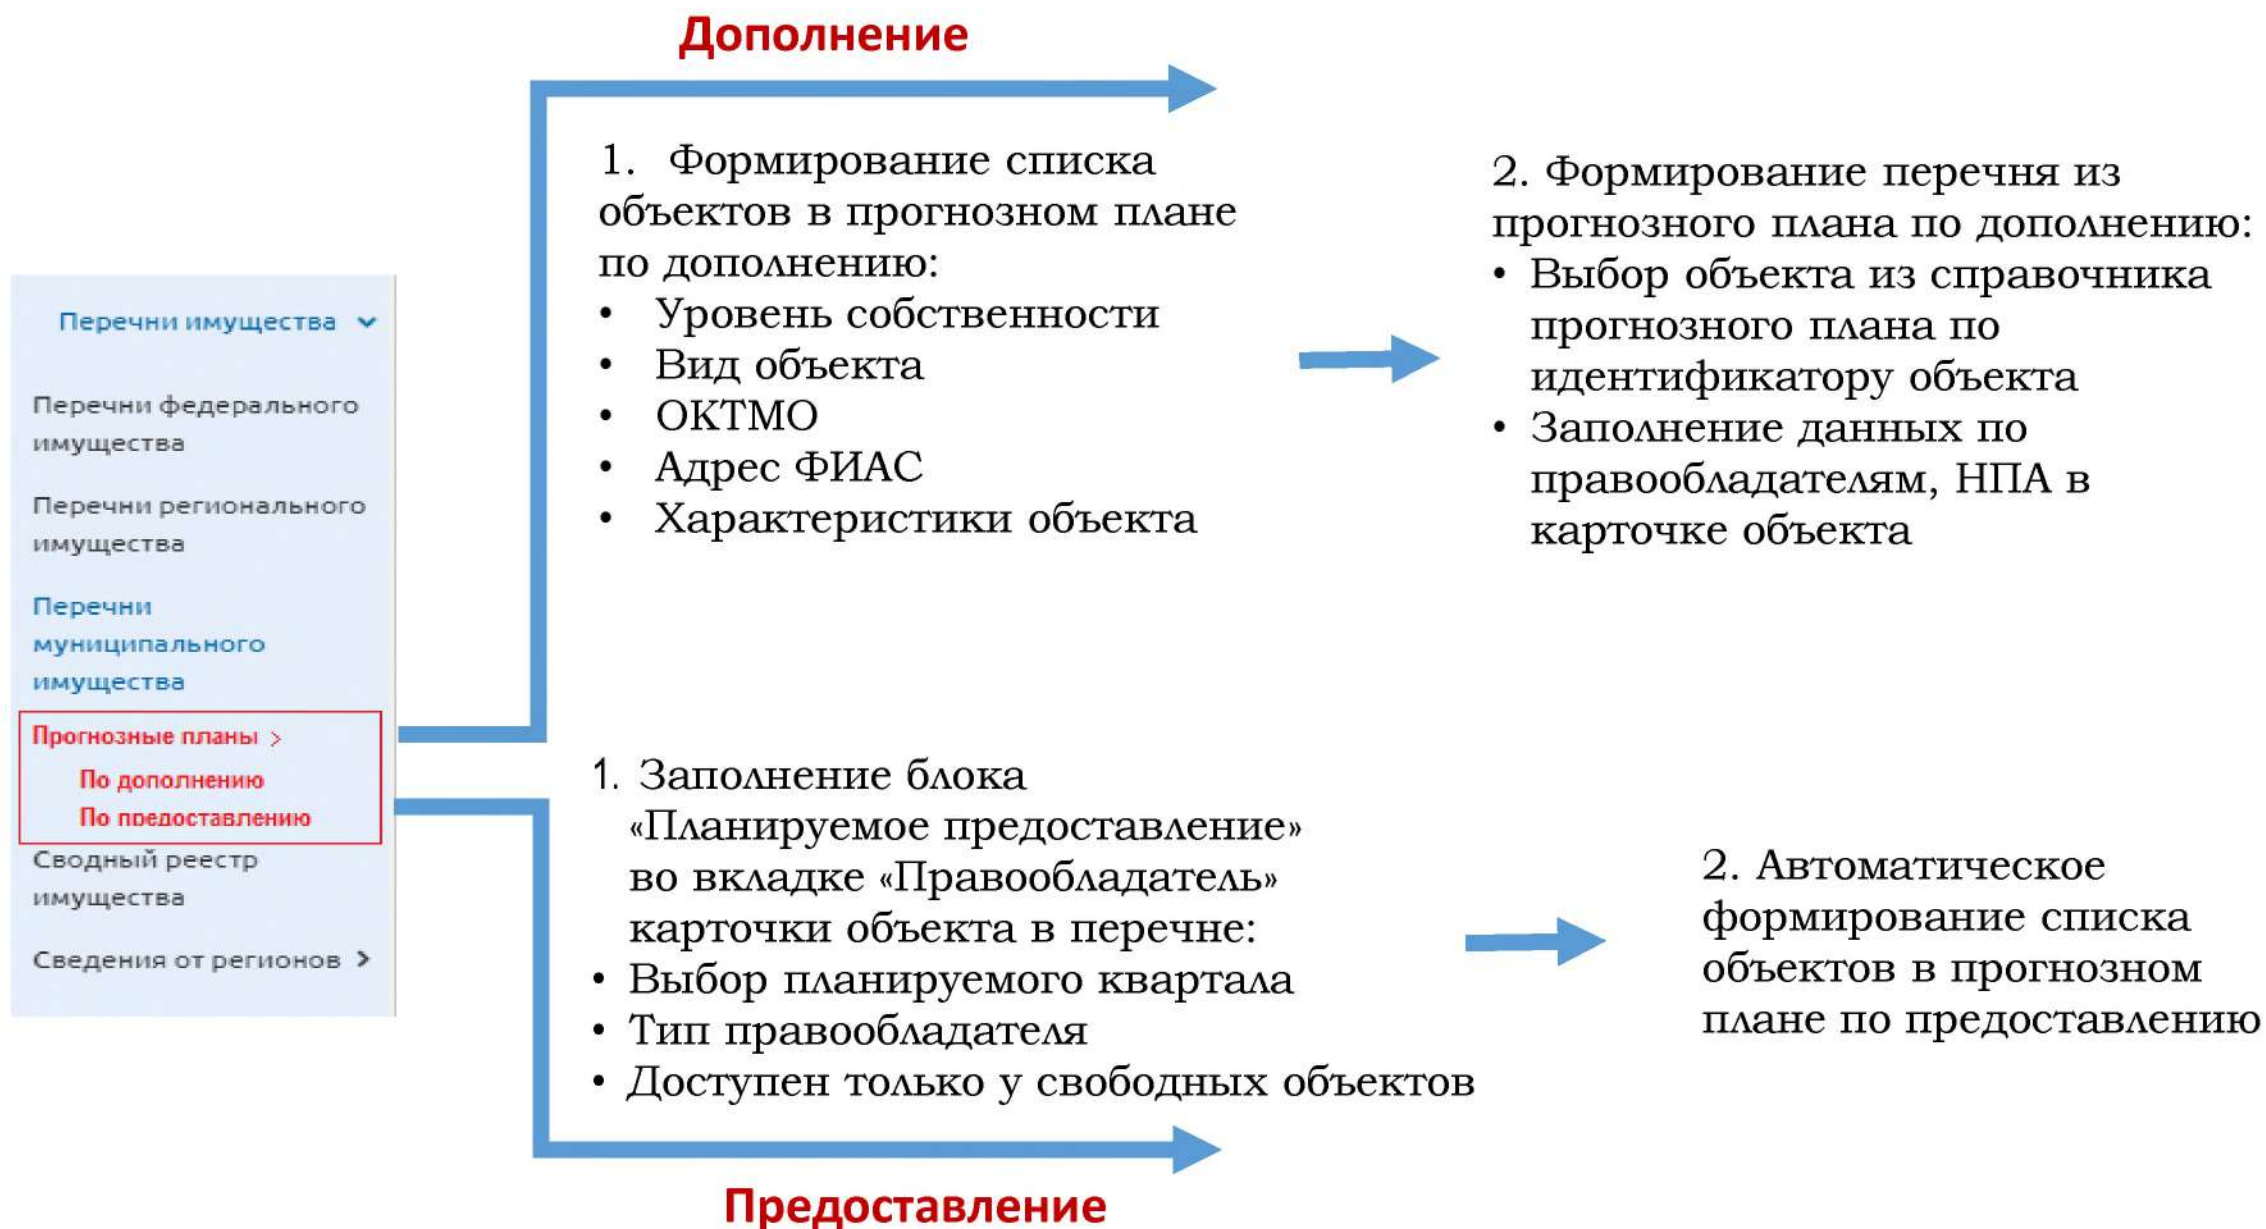 Дополнение
Перечни имущества
Перечни федерального
имущества
Перечни регионального
имущества
Перечни
муниципального
имущества
Прогнозные планы >
По дополнению
По предоставлению
Сводный реестр
имущества
Сведения от регионов >
1. Формирование списка
объектов в прогнозном плане
по дополнению:
• Уровень собственности
• Вид объекта
• ОКТМО
• Адрес ФИАС
• Характеристики объекта
2. Формирование перечня из
прогнозного плана по дополнению:
• Выбор объекта из справочника
прогнозного плана по
идентификатору объекта
• Заполнение данных по
правообладателям, НПА в
карточке объекта
1. Заполнение блока
«Планируемое предоставление»
во вкладке «Правообладатель»
карточки объекта в перечне:
• Выбор планируемого квартала
• Тип правообладателя
• Доступен только у свободных объектов
2. Автоматическое
формирование списка
объектов в прогнозном
плане по предоставлению
Предоставление